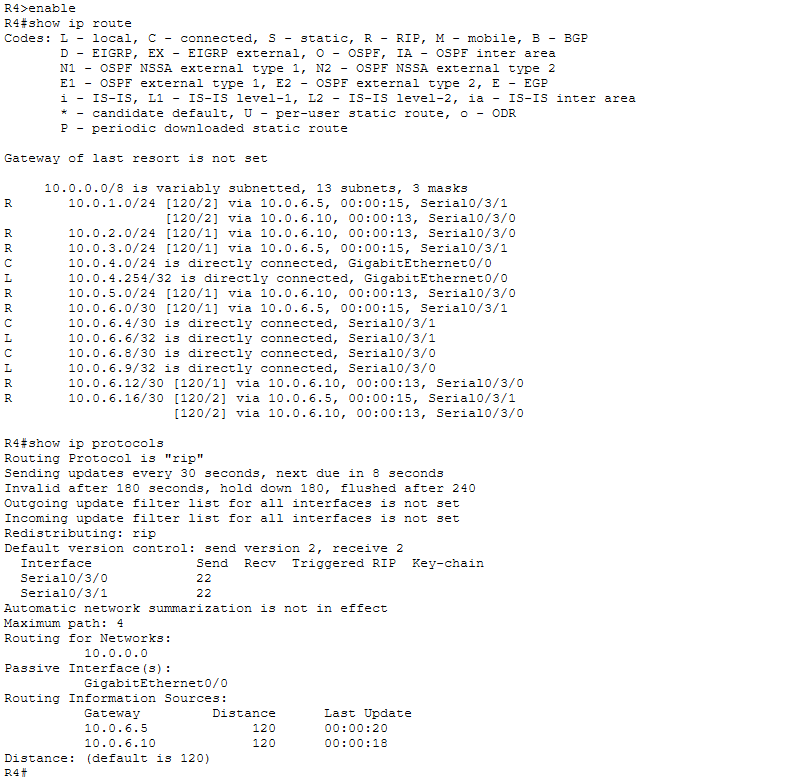 R4>enable
R4#show ip route
Codes: L - local, C - connected, S - static, R - RIP, M - mobile, B - BGP
       D - EIGRP, EX - EIGRP external, O - OSPF, IA - OSPF inter area
       N1 - OSPF NSSA external type 1, N2 - OSPF NSSA external type 2
       E1 - OSPF external type 1, E2 - OSPF external type 2, E - EGP
       i - IS-IS, L1 - IS-IS level-1, L2 - IS-IS level-2, ia - IS-IS inter area
       * - candidate default, U - per-user static route, o - ODR
       P - periodic downloaded static route

Gateway of last resort is not set

     10.0.0.0/8 is variably subnetted, 13 subnets, 3 masks
R       10.0.1.0/24 [120/2] via 10.0.6.5, 00:00:15, Serial0/3/1
                    [120/2] via 10.0.6.10, 00:00:13, Serial0/3/0
R       10.0.2.0/24 [120/1] via 10.0.6.10, 00:00:13, Serial0/3/0
R       10.0.3.0/24 [120/1] via 10.0.6.5, 00:00:15, Serial0/3/1
C       10.0.4.0/24 is directly connected, GigabitEthernet0/0
L       10.0.4.254/32 is directly connected, GigabitEthernet0/0
R       10.0.5.0/24 [120/1] via 10.0.6.10, 00:00:13, Serial0/3/0
R       10.0.6.0/30 [120/1] via 10.0.6.5, 00:00:15, Serial0/3/1
C       10.0.6.4/30 is directly connected, Serial0/3/1
L       10.0.6.6/32 is directly connected, Serial0/3/1
C       10.0.6.8/30 is directly connected, Serial0/3/0
L       10.0.6.9/32 is directly connected, Serial0/3/0
R       10.0.6.12/30 [120/1] via 10.0.6.10, 00:00:13, Serial0/3/0
R       10.0.6.16/30 [120/2] via 10.0.6.5, 00:00:15, Serial0/3/1
                     [120/2] via 10.0.6.10, 00:00:13, Serial0/3/0

R4#show ip protocols
Routing Protocol is "rip"
Sending updates every 30 seconds, next due in 8 seconds
Invalid after 180 seconds, hold down 180, flushed after 240
Outgoing update filter list for all interfaces is not set
Incoming update filter list for all interfaces is not set
Redistributing: rip
Default version control: send version 2, receive 2
  Interface             Send  Recv  Triggered RIP  Key-chain
  Serial0/3/0           22
  Serial0/3/1           22
Automatic network summarization is not in effect
Maximum path: 4
Routing for Networks:
          10.0.0.0
Passive Interface(s):
          GigabitEthernet0/0
Routing Information Sources:
          Gateway         Distance      Last Update
          10.0.6.5             120      00:00:20
          10.0.6.10            120      00:00:18
Distance: (default is 120)
R4#